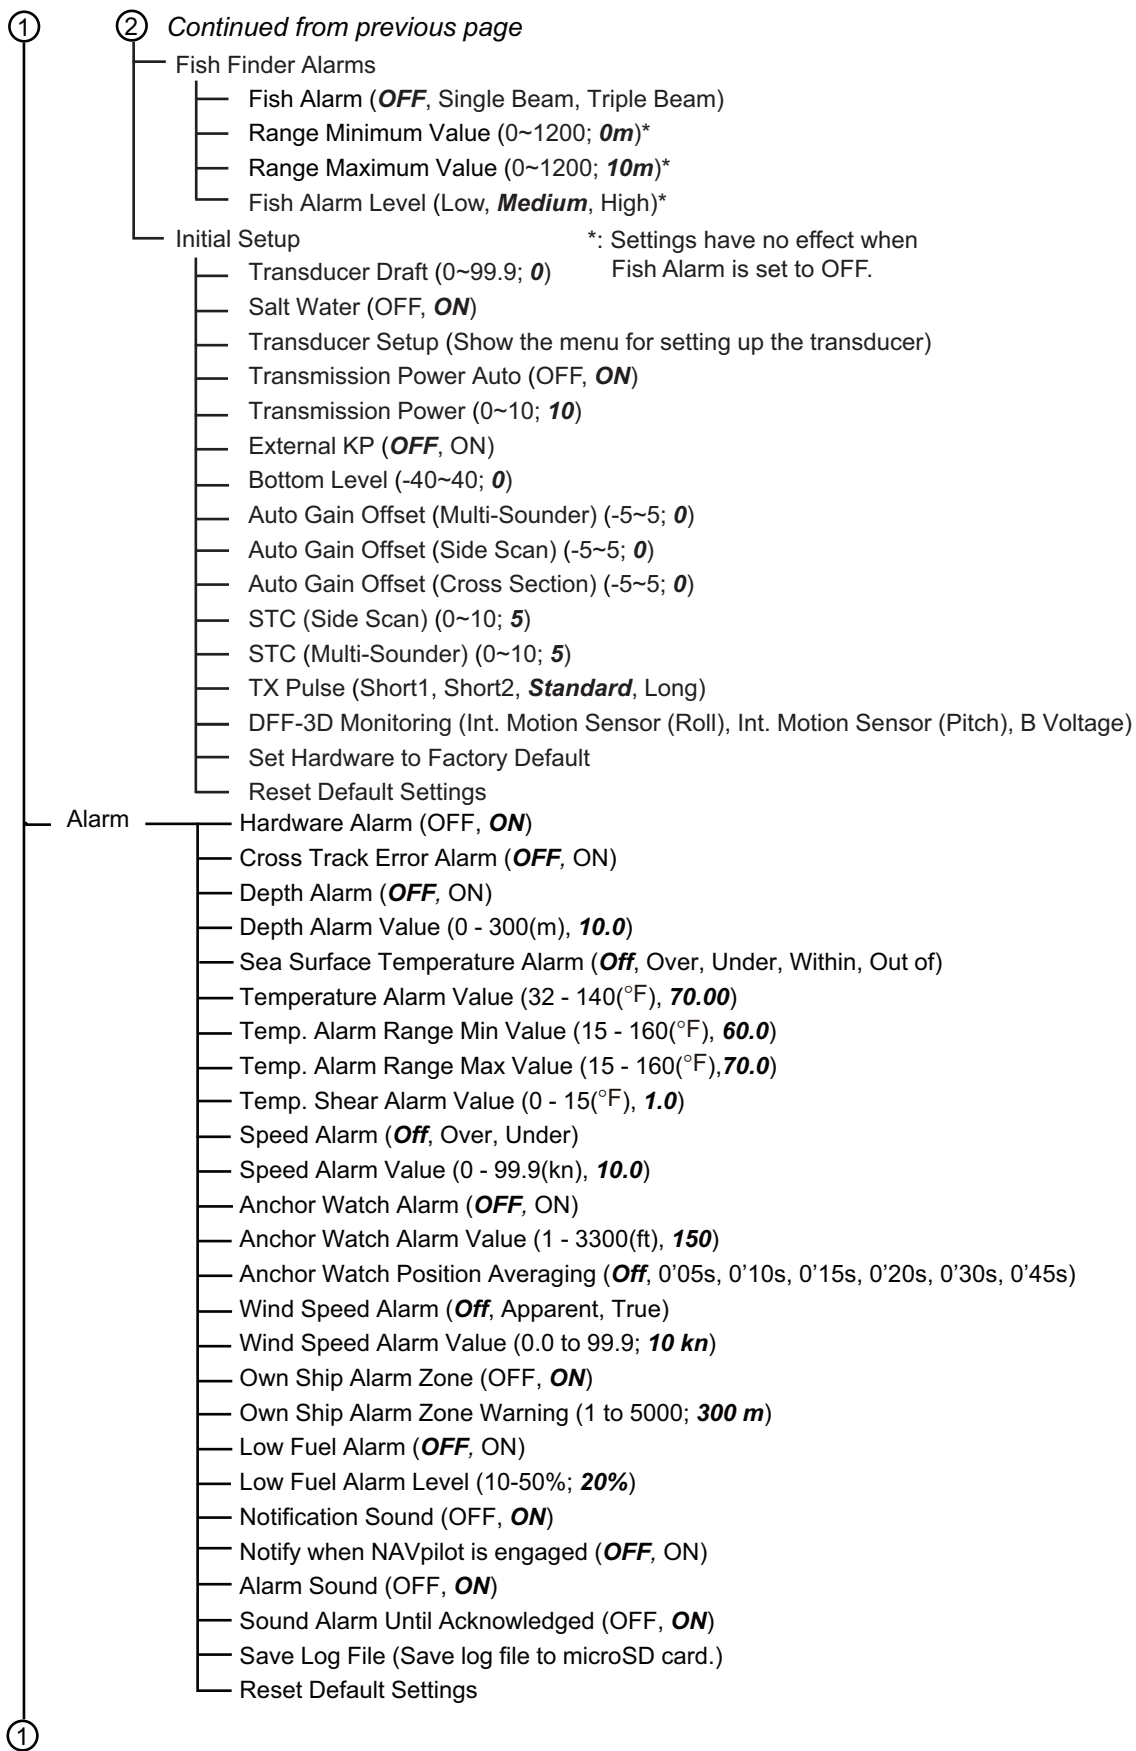 ① ② Continued from previous page
Fish Finder Alarms
Fish Alarm (OFF, Single Beam, Triple Beam)
Range Minimum Value (0~1200; 0m)*
Range Maximum Value (0~1200; 10m)*
Fish Alarm Level (Low, Medium, High)*
Initial Setup
*: Settings have no effect when
Fish Alarm is set to OFF.
Transducer Draft (0~99.9; 0)
Salt Water (OFF, ON)
Transducer Setup (Show the menu for setting up the transducer)
Transmission Power Auto (OFF, ON)
Transmission Power (0~10; 10)
External KP (OFF, ON)
Bottom Level (-40~40; 0)
Auto Gain Offset (Multi-Sounder) (-5~5; 0)
Auto Gain Offset (Side Scan) (-5~5; 0)
Auto Gain Offset (Cross Section) (-5~5; 0)
STC (Side Scan) (0~10; 5)
STC (Multi-Sounder) (0~10; 5)
TX Pulse (Short1, Short2, Standard, Long)
DFF-3D Monitoring (Int. Motion Sensor (Roll), Int. Motion Sensor (Pitch), B Voltage)
Set Hardware to Factory Default
Reset Default Settings
Alarm
Hardware Alarm (OFF, ON)
Cross Track Error Alarm (OFF, ON)
Depth Alarm (OFF, ON)
Depth Alarm Value (0 - 300(m), 10.0)
Sea Surface Temperature Alarm (Off, Over, Under, Within, Out of)
Temperature Alarm Value (32 - 140(°F), 70.00)
Temp. Alarm Range Min Value (15 - 160(°F), 60.0)
Temp. Alarm Range Max Value (15 - 160(°F),70.0)
Temp. Shear Alarm Value (0 - 15(°F), 1.0)
Speed Alarm (Off, Over, Under)
Speed Alarm Value (0 - 99.9(kn), 10.0)
Anchor Watch Alarm (OFF, ON)
Anchor Watch Alarm Value (1 - 3300(ft), 150)
Anchor Watch Position Averaging (Off, 0’05s, 0’10s, 0’15s, 0’20s, 0’30s, 0’45s)
Wind Speed Alarm (Off, Apparent, True)
Wind Speed Alarm Value (0.0 to 99.9; 10 kn)
Own Ship Alarm Zone (OFF, ON)
Own Ship Alarm Zone Warning (1 to 5000; 300 m)
Low Fuel Alarm (OFF, ON)
Low Fuel Alarm Level (10-50%; 20%)
Notification Sound (OFF, ON)
Notify when NAVpilot is engaged (OFF, ON)
Alarm Sound (OFF, ON)
Sound Alarm Until Acknowledged (OFF, ON)
Save Log File (Save log file to microSD card.)
Reset Default Settings
①